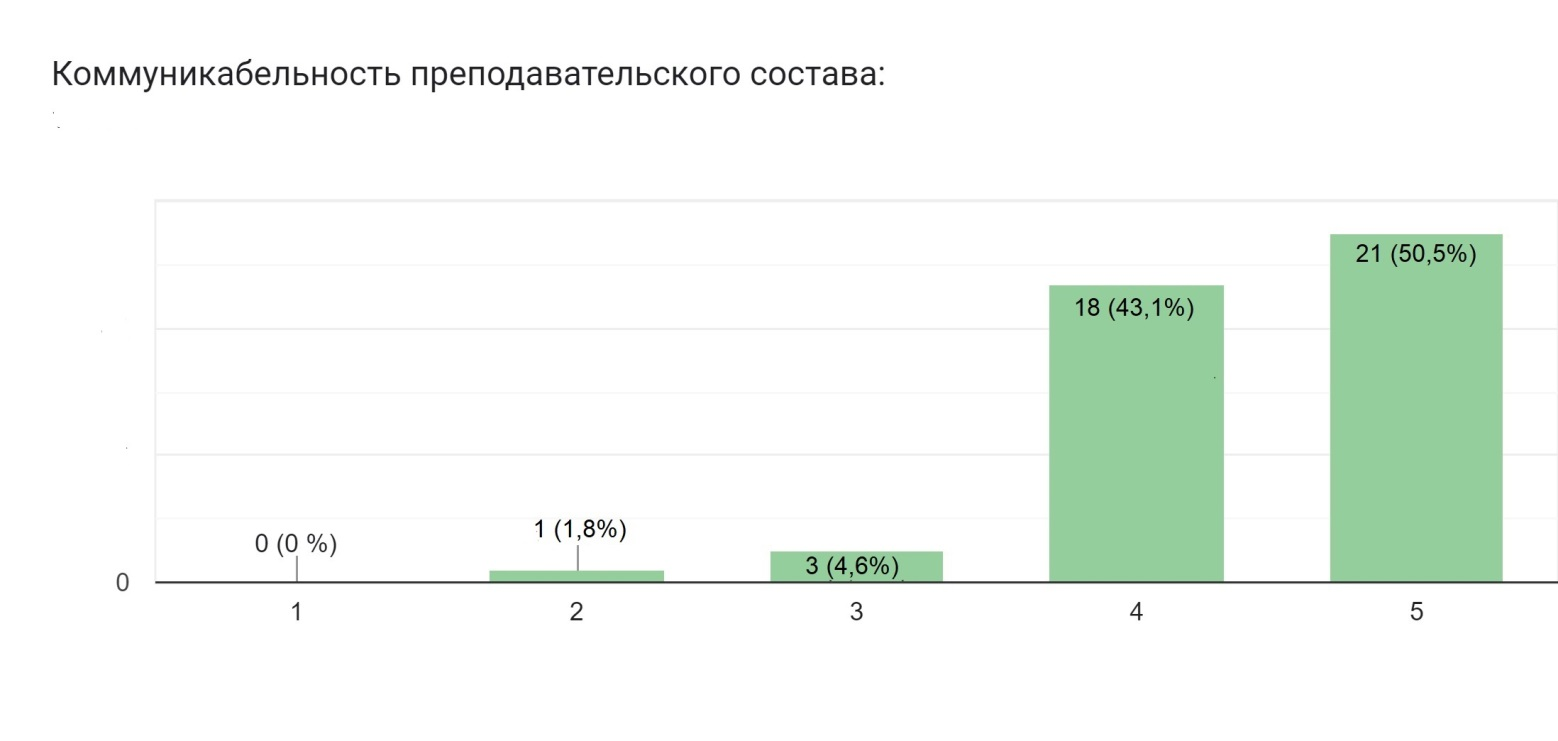 Коммуникабельность преподавательского состава:
21 (50,5%)
18 (43,1%)
1 (1,8%)
0 (0 %)
3 (4,6%)
0
1 2 3 4 5